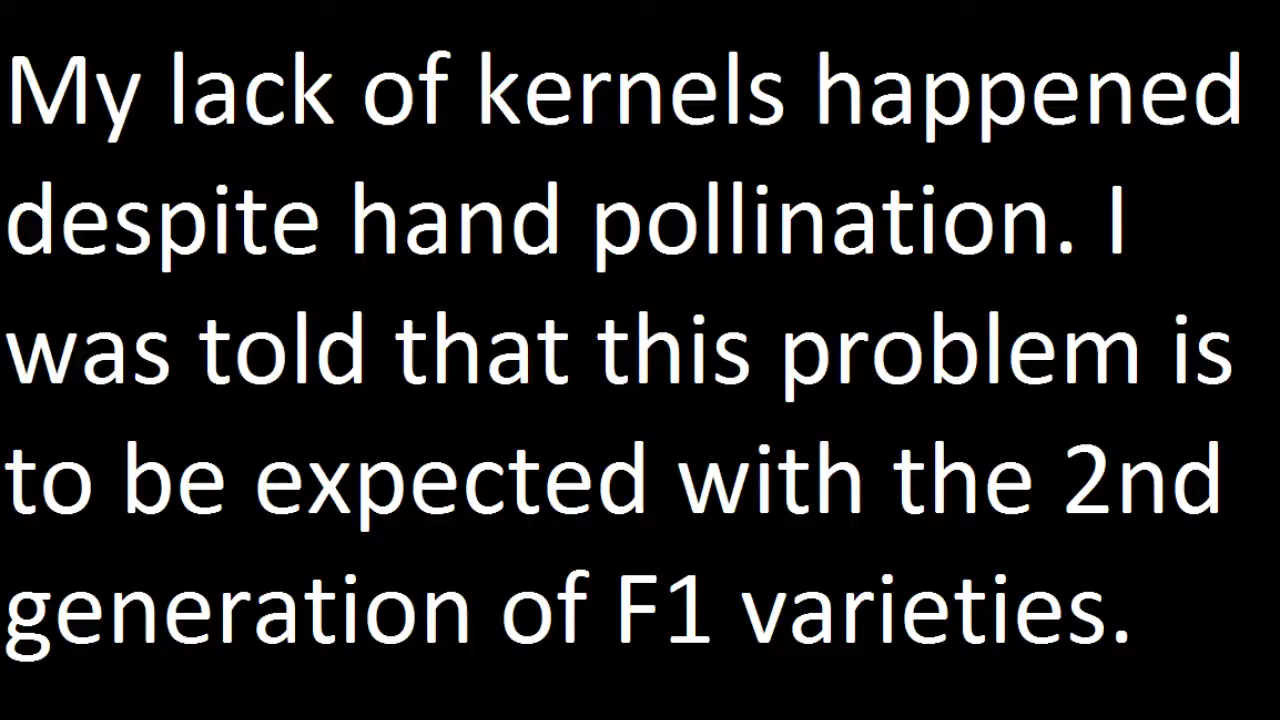 My lack of kernels happened
despite hand pollination. I
was told that this problem is
to be expected with the 2nd
generation of F1 varieties.